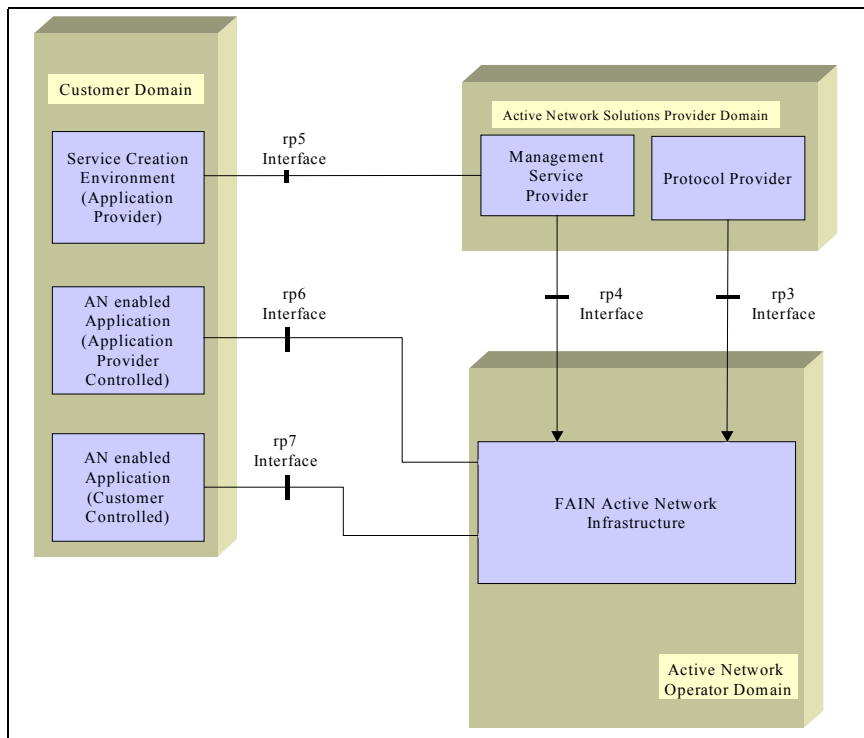 Customer Domain
Service Creation
Environment
(Application
Provider)
rp5
Interface
Active Network Solutions Provider Domain
Management
Service
Provider
Protocol Provider
AN enabled
Application
(Application
Provider
Controlled)
rp6
Interface
rp4
Interface
rp3
Interface
AN enabled
Application
(Customer
Controlled)
rp7
Interface
FAIN Active Network
Infrastructure
Active Network
Operator Domain